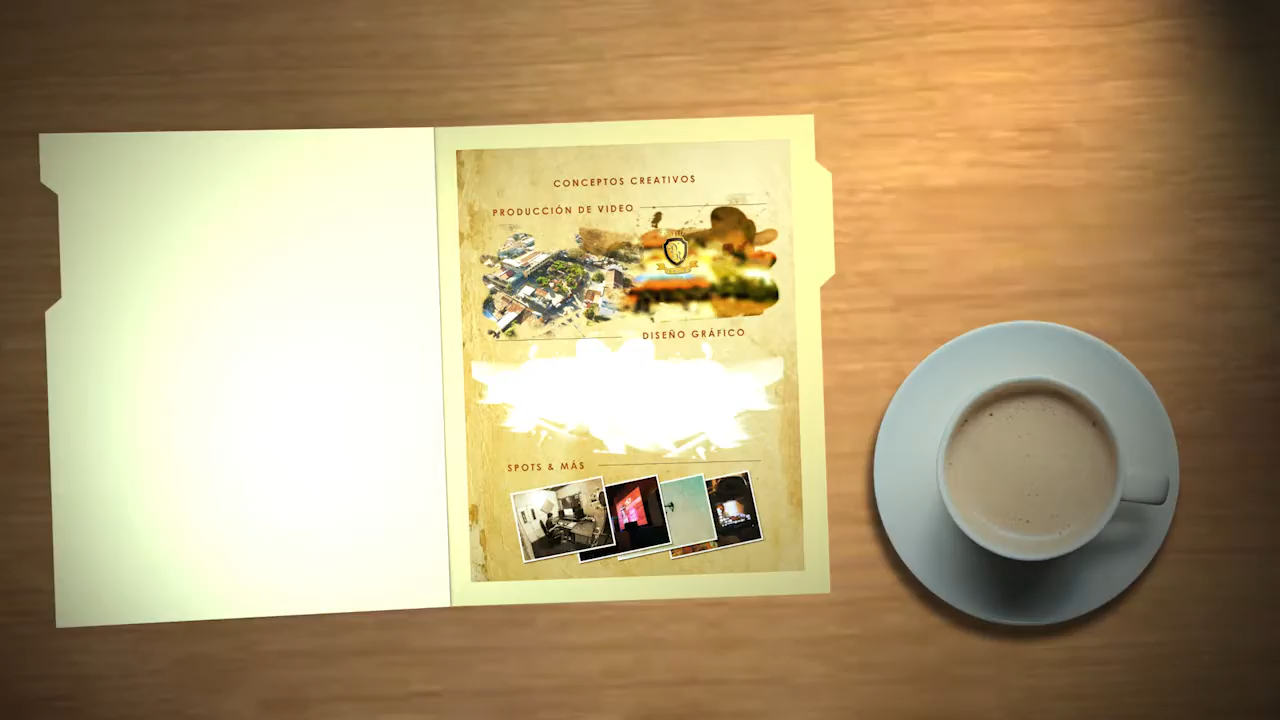 CONCEPTOS CREATIVOS
PRODUCCIÓN DE VIDEO
DISEÑO GRÁFICO
SPOTS & MÁS